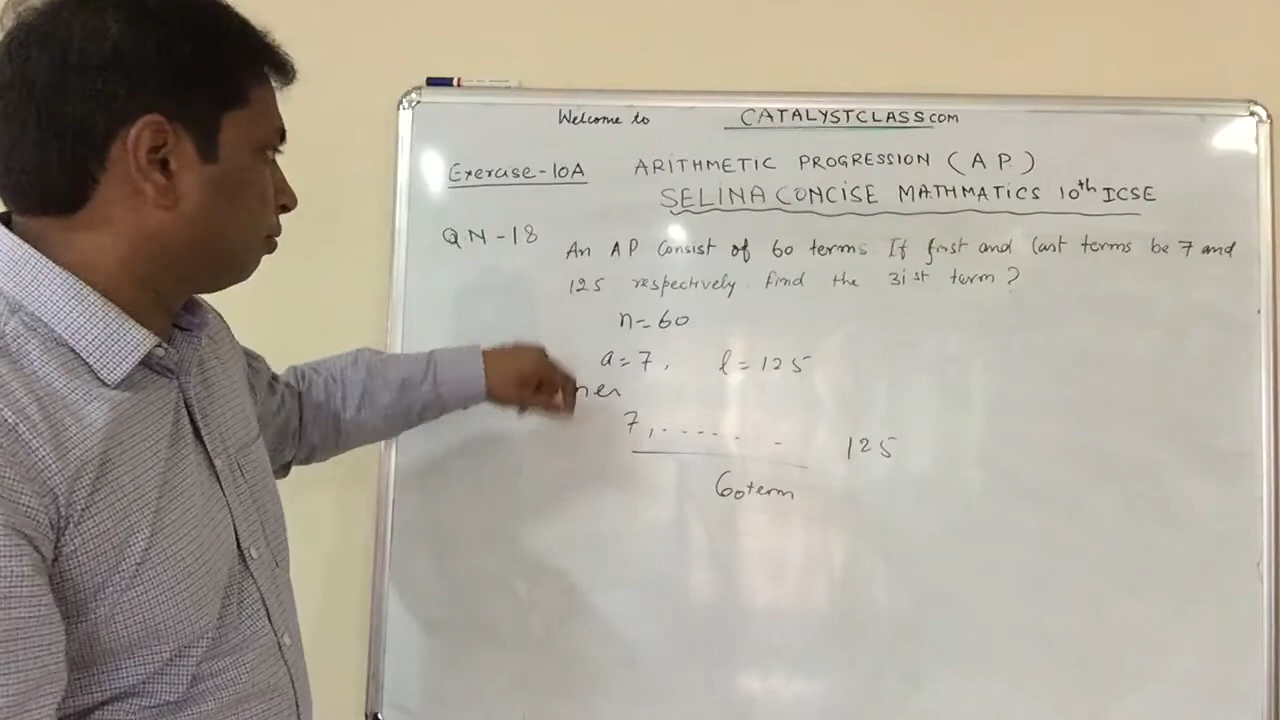 Welcome to CATALYSTCLASS COM
Exercise-10A ARITHMETIC PROGRESSION (A P.)
SELINA CONCISE MATHMATICS 10th ICSE
Q.N-18
An AP Consist of 60 terms If first and last terms be 7 and
125 respectively. find the 31st term?
n=60
a=7, l=125
7, ...... - 125
60term